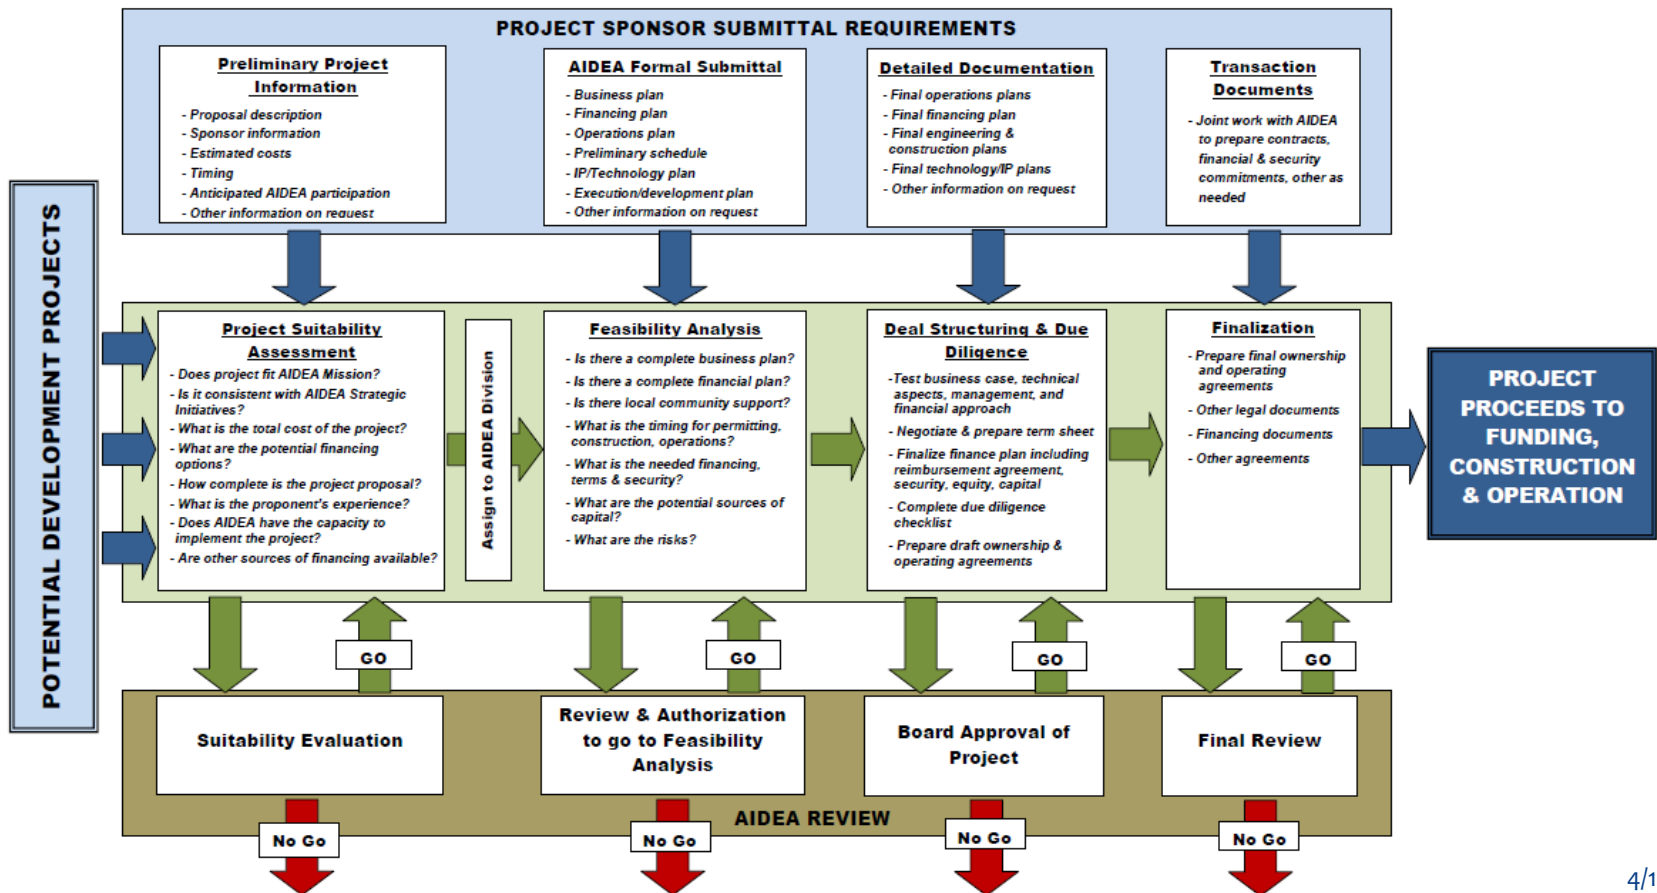 PROJECT SPONSOR SUBMITTAL REQUIREMENTS
Preliminary Project
Information
- Proposal description
- Sponsor information
- Estimated costs
- Timing
- Anticipated AIDEA participation
- Other information on request
AIDEA Formal Submittal
- Business plan
- Financing plan
- Operations plan
- Preliminary schedule
- IP/Technology plan
- Execution/development plan
- Other information on request
Detailed Documentation
- Final operations plans
- Final financing plan
- Final engineering &
construction plans
- Final technology/IP plans
- Other information on request
Transaction
Documents
- Joint work with AIDEA
to prepare contracts,
financial & security
commitments, other as
needed
POTENTIAL DEVELOPMENT PROJECTS
Project Suitability
Assessment
- Does project fit AIDEA Mission?
- Is it consistent with AIDEA Strategic
Initiatives?
- What is the total cost of the project?
- What are the potential financing
options?
- How complete is the project proposal?
- What is the proponent's experience?
- Does AIDEA have the capacity to
implement the project?
- Are other sources of financing available?
Assign to AIDEA Division
Feasibility Analysis
- Is there a complete business plan?
- Is there a complete financial plan?
- Is there local community support?
- What is the timing for permitting,
construction, operations?
- What is the needed financing,
terms & security?
- What are the potential sources of
capital?
- What are the risks?
Deal Structuring & Due
Diligence
-Test business case, technical
aspects, management, and
financial approach
- Negotiate & prepare term sheet
- Finalize finance plan including
reimbursement agreement,
security, equity, capital
- Complete due diligence
checklist
- Prepare draft ownership &
operating agreements
Finalization
- Prepare final ownership
and operating
agreements
- Other legal documents
- Financing documents
- Other agreements
PROJECT
PROCEEDS TO
FUNDING,
CONSTRUCTION
& OPERATION
GO
GO
GO
GO
Suitability Evaluation
Review & Authorization
to go to Feasibility
Analysis
Board Approval of
Project
Final Review
AIDEA REVIEW
No Go
No Go
No Go
No Go
4/1